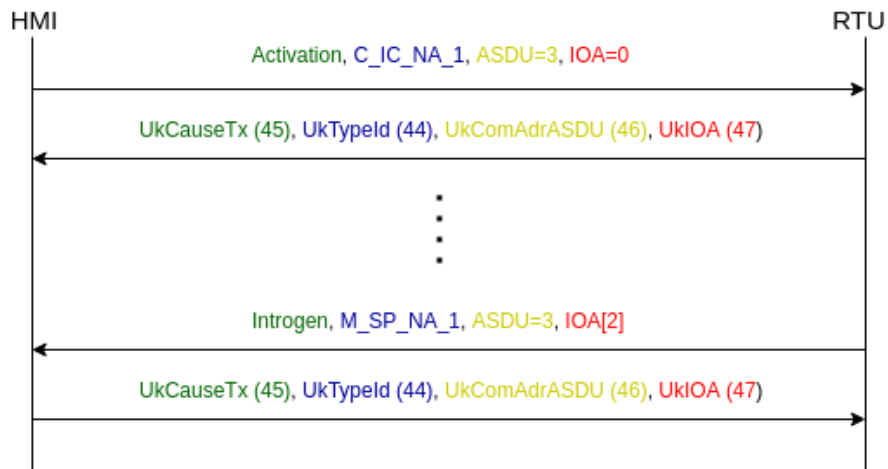 HMI RTU
Activation, C_IC_NA_1, ASDU=3, IOA=0
UkCauseTx (45), UkTypeId (44), UkComAdrASDU (46), UkIOA (47))
Introgen, M_SP_NA_1, ASDU=3, IOA[2]
UkCauseTx (45), UkTypeId (44), UkComAdrASDU (46), UkIOA (47))